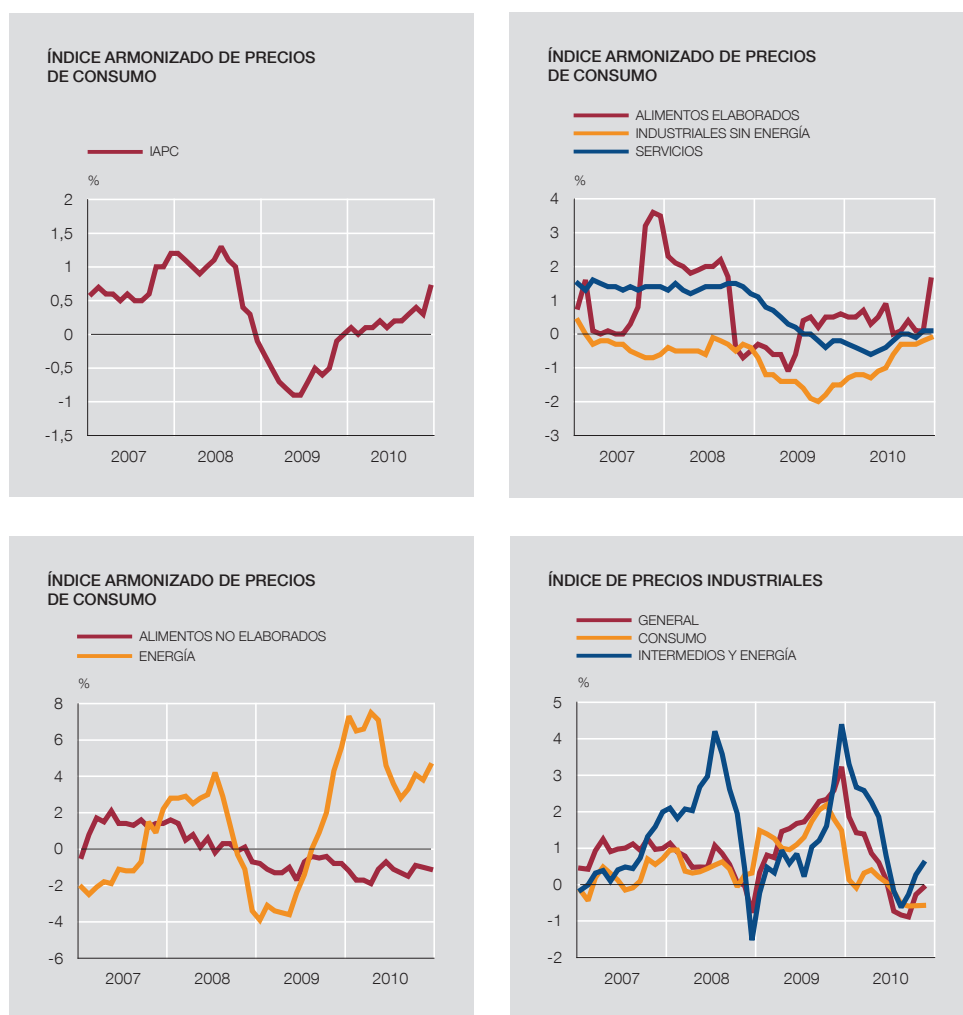 ÍNDICE ARMONIZADO DE PRECIOS
DE CONSUMO
IAPC
%
2
1,5
1
0,5
0
-0,5
-1
-1,5
2007 2008 2009 2010
ÍNDICE ARMONIZADO DE PRECIOS
DE CONSUMO
ALIMENTOS ELABORADOS
INDUSTRIALES SIN ENERGÍA
SERVICIOS
%
4
3
2
1
0
-1
-2
-3
2007 2008 2009 2010
ÍNDICE ARMONIZADO DE PRECIOS
DE CONSUMO
ALIMENTOS NO ELABORADOS
ENERGÍA
%
8
6
4
2
0
-2
-4
-6
2007 2008 2009 2010
ÍNDICE DE PRECIOS INDUSTRIALES
GENERAL
CONSUMO
INTERMEDIOS Y ENERGÍA
%
5
4
3
2
1
0
-1
-2
2007 2008 2009 2010